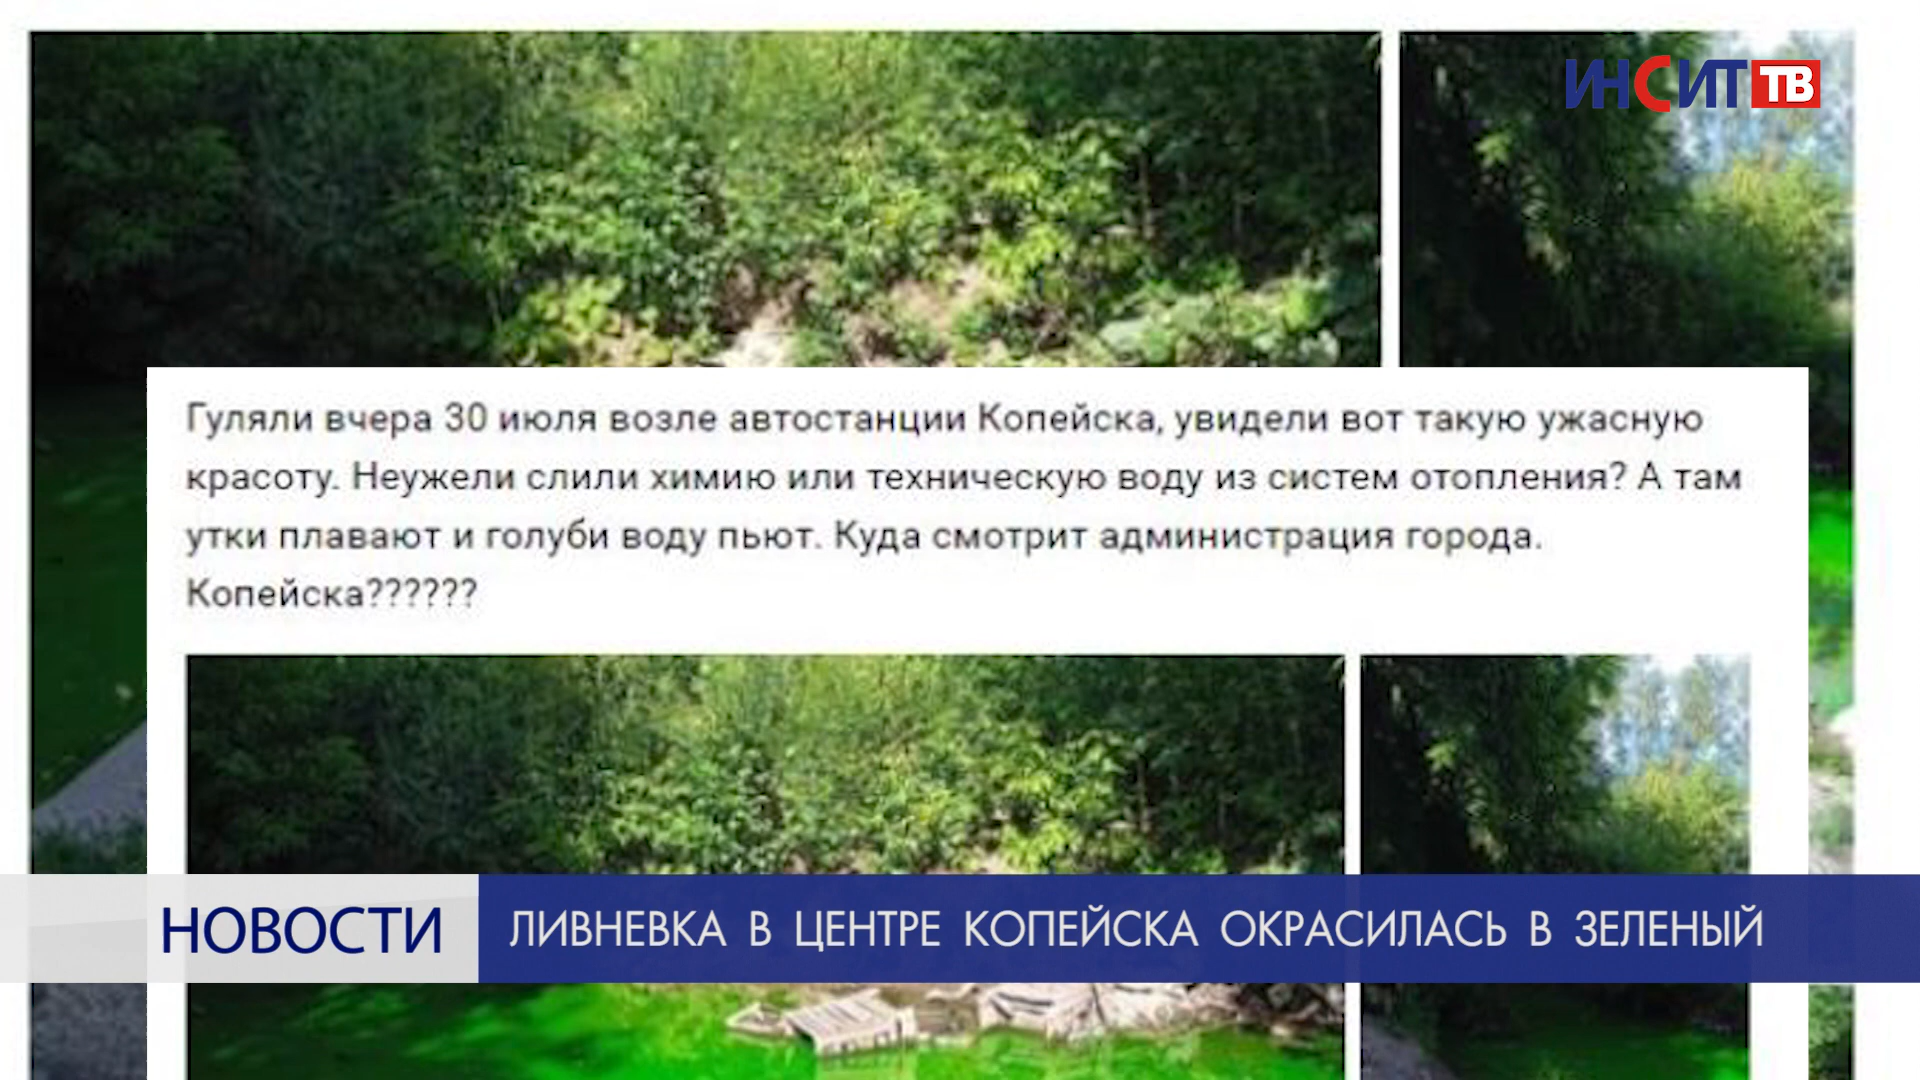 ИНСИТ ТВ
Гуляли вчера 30 июля возле автостанции Копейска, увидели вот такую ужасную
красоту. Неужели слили химию или техническую воду из систем отопления? А там
утки плавают и голуби воду пьют. Куда смотрит администрация города.
Копейска??????
НОВОСТИ ЛИВНЕВКА В ЦЕНТРЕ КОПЕЙСКА ОКРАСИЛАСЬ В ЗЕЛЕНЫЙ